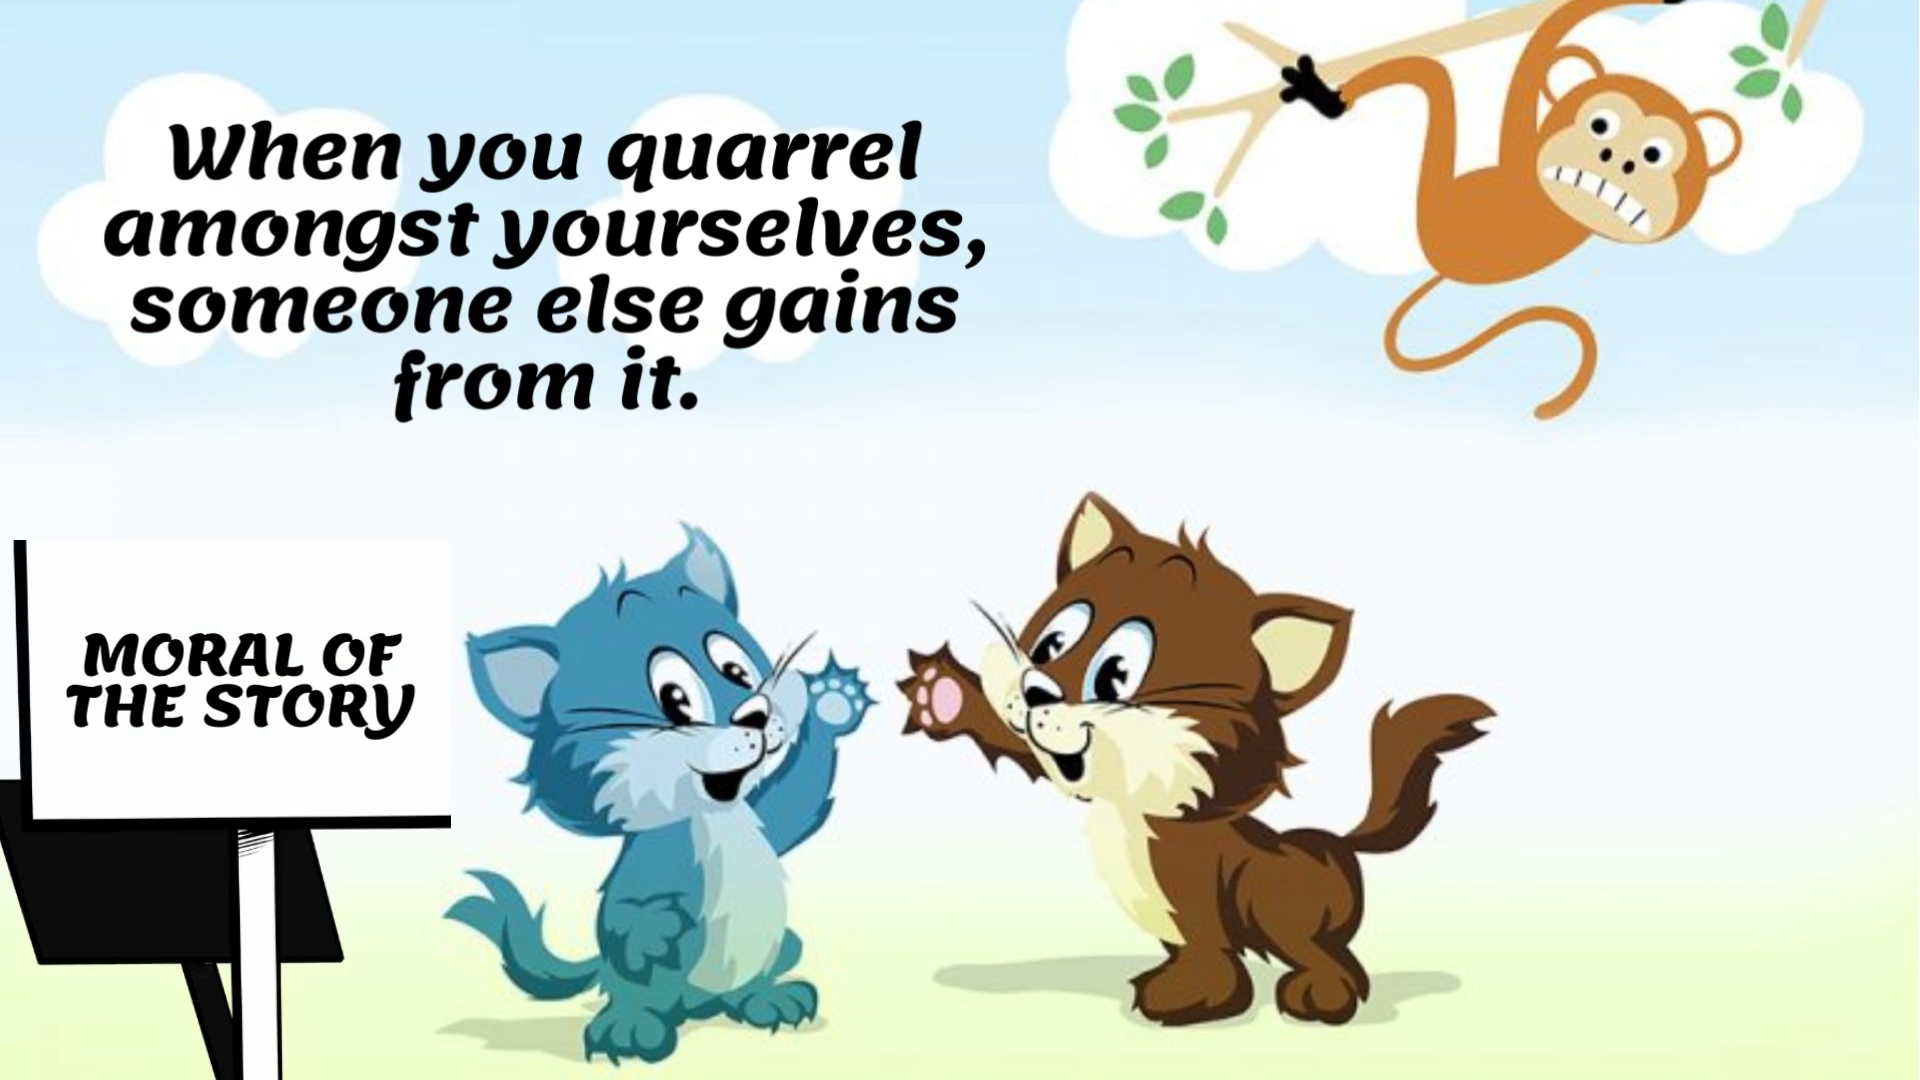 When you quarrel
amongst yourselves,
someone else gains
from it.
MORAL OF
THE STORY